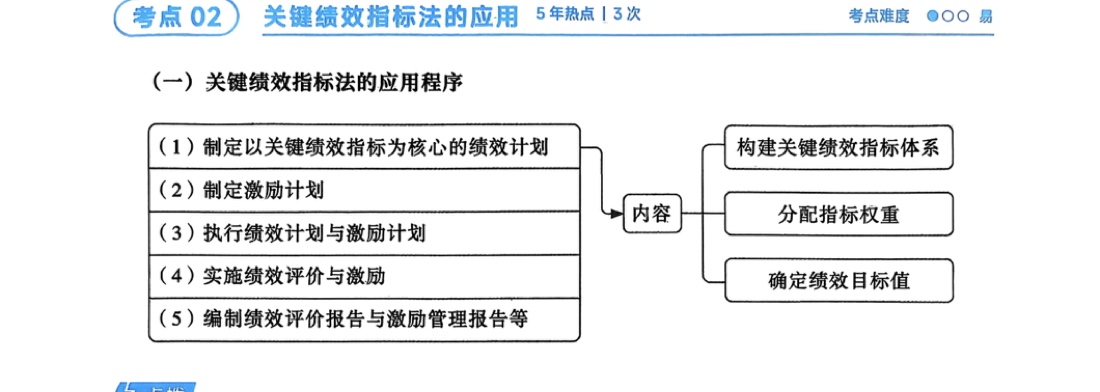 考点 02 关键绩效指标法的应用 5年热点 | 3次 考点难度 易
（一）关键绩效指标法的应用程序
（1）制定以关键绩效指标为核心的绩效计划
（2）制定激励计划
（3）执行绩效计划与激励计划
（4）实施绩效评价与激励
（5）编制绩效评价报告与激励管理报告等
内容
构建关键绩效指标体系
分配指标权重
确定绩效目标值